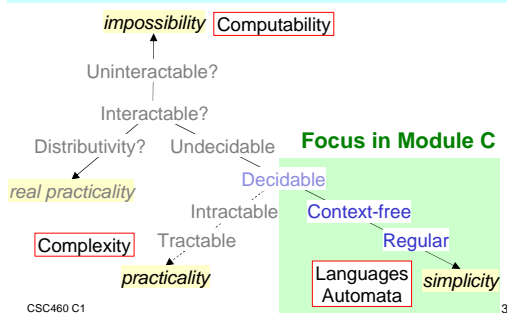 impossibility Computability
Uninteractable?
Interactable?
Distributivity? Undecidable
Focus in Module C
real practicality
Decidable
Intractable
Context-free
Complexity
Tractable
Regular
practicality
Languages
Automata
simplicity
CSC460 C1
3